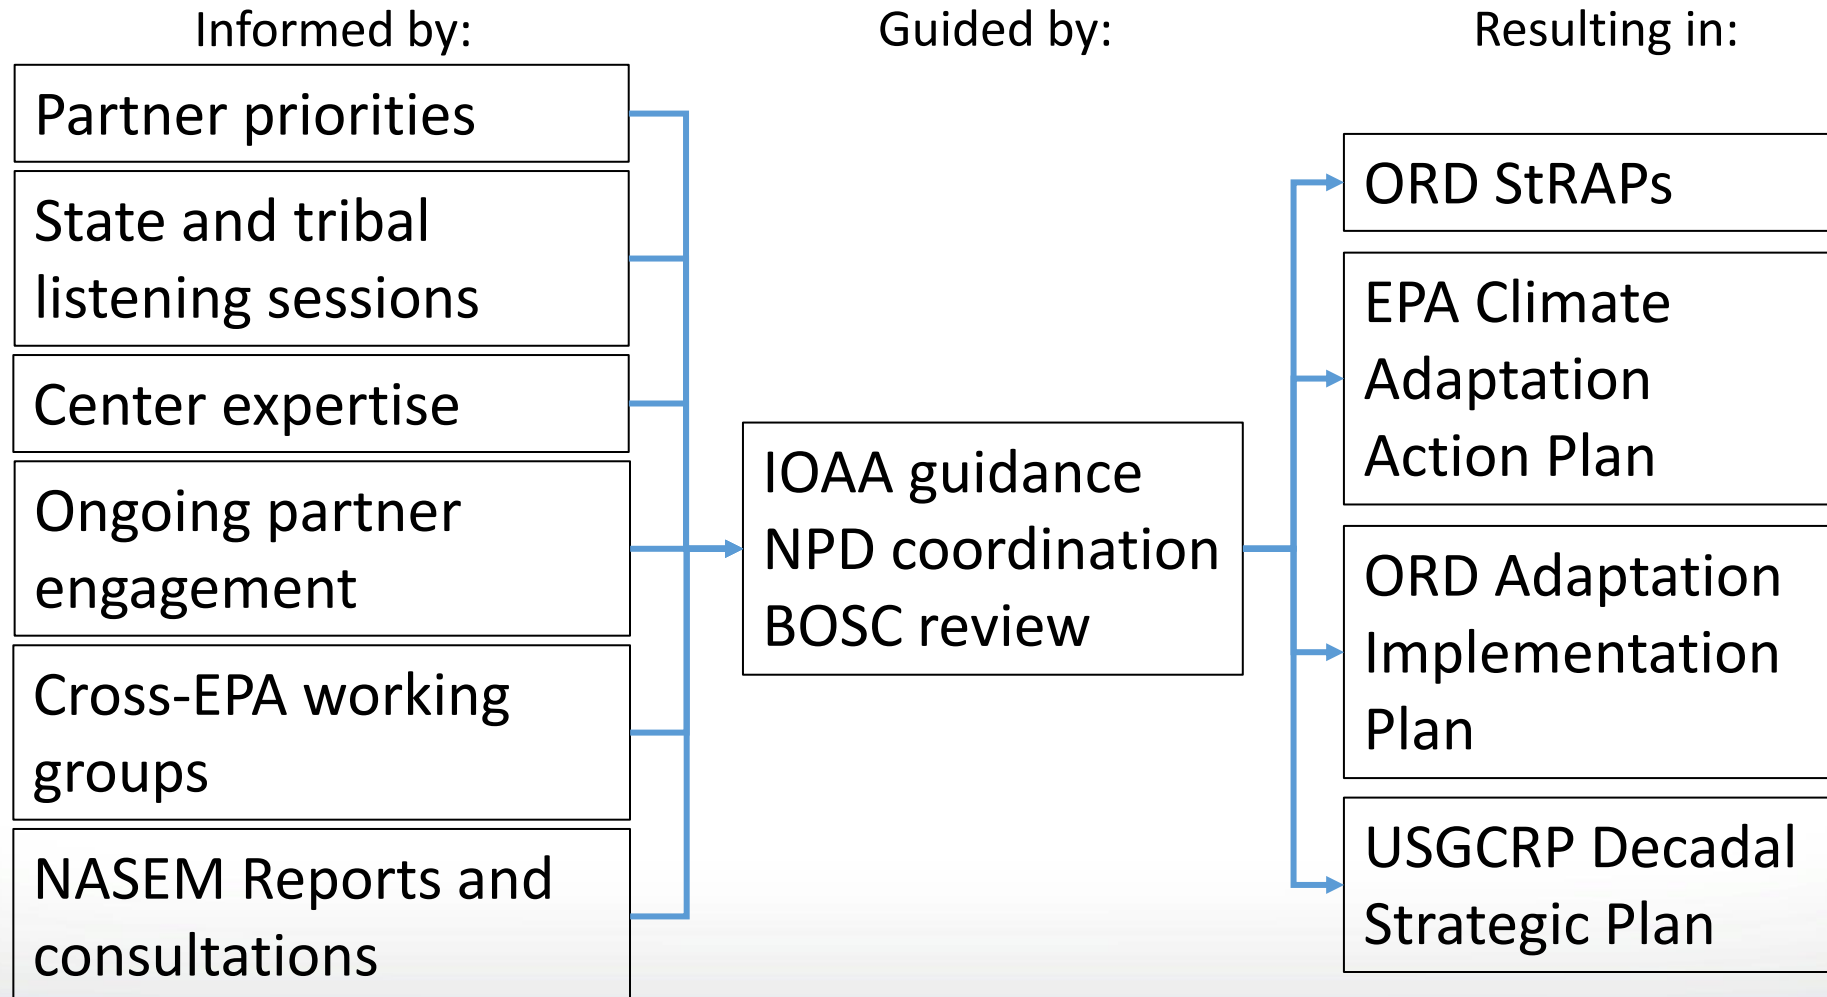 Informed by:
Partner priorities
State and tribal
listening sessions
Center expertise
Ongoing partner
engagement
Cross-EPA working
groups
NASEM Reports and
consultations
Guided by:
IOAA guidance
NPD coordination
BOSC review
Resulting in:
ORD StRAPs
EPA Climate
Adaptation
Action Plan
ORD Adaptation
Implementation
Plan
USGCRP Decadal
Strategic Plan